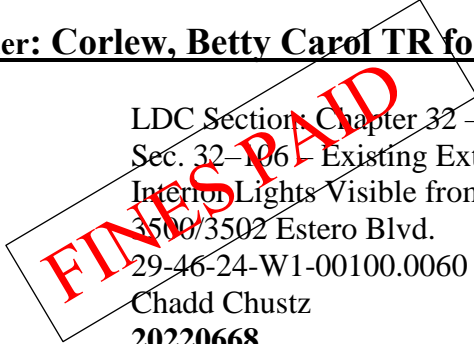 er: Corlew, Betty Carol TR fo
LDC Section: Chapter 32 –
Sec. 32–106 – Existing Ext
Interior Lights Visible from
3500/3502 Estero Blvd.
29-46-24-W1-00100.0060
Chadd Chustz
20220668
FINES PAID